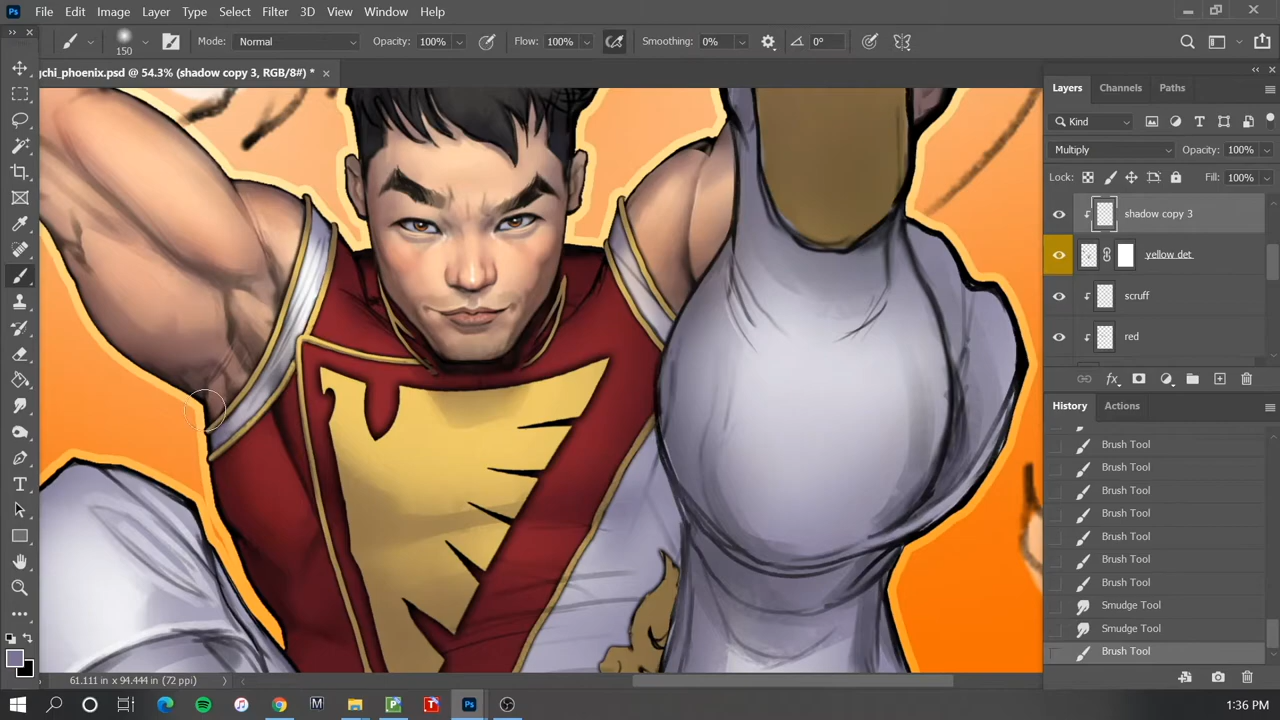 Ps File Edit Image Layer Type Select Filter 3D View Window Help
150 Mode: Normal Opacity: 100% Flow: 100% Smoothing: 0% 0°
gchi_phoenix.psd @ 54.3% (shadow copy 3, RGB/8#) * ×
Layers Channels Paths
Kind
Multiply Opacity: 100%
Lock: Fill: 100%
shadow copy 3
yellow det
scruff
red
fx
History Actions
Brush Tool
Brush Tool
Brush Tool
Brush Tool
Brush Tool
Brush Tool
Brush Tool
Smudge Tool
Smudge Tool
Brush Tool
61.111 in x 94.444 in (72 ppi)
1:36 PM